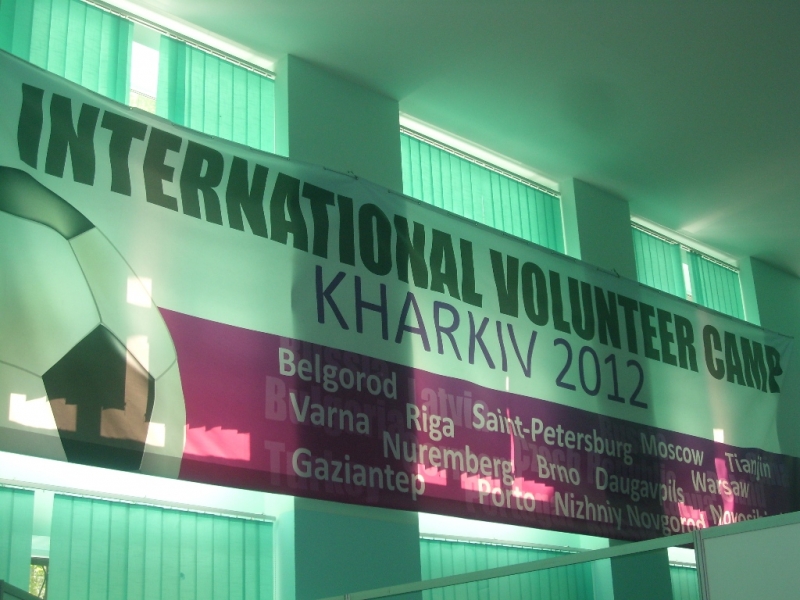 INTERNATIONAL VOLUNTEER CAMP
KHARKIV 2012
Belgorod
Varna Riga Saint-Petersburg Moscow Tianjin
Nuremberg Brno Daugavpils Warsaw
Gaziantep Porto Nizhniy Novgorod